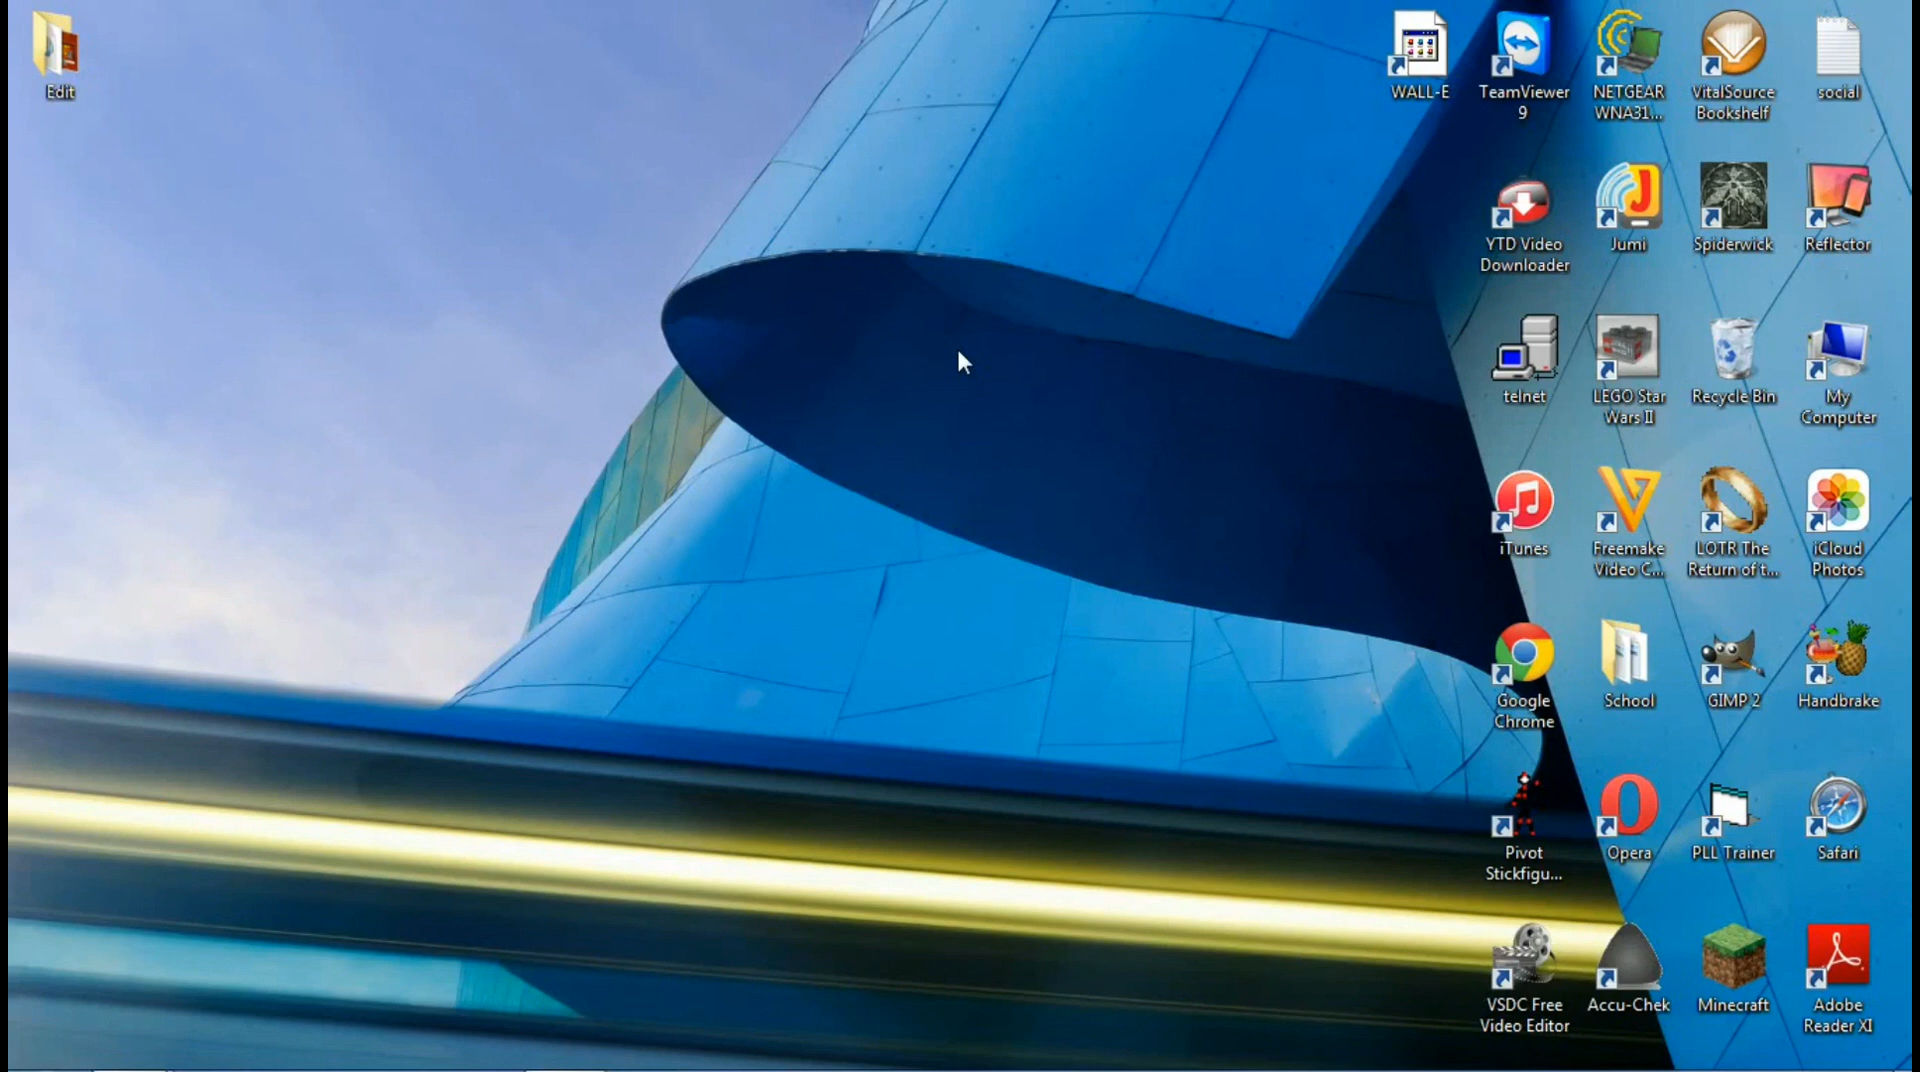 Edit
WALL-E
TeamViewer
9
NETGEAR
WNA31...
VitalSource
Bookshelf
social
YTD Video
Downloader
Jumi
Spiderwick
Reflector
telnet
LEGO Star
Wars II
Recycle Bin
My
Computer
iTunes
Freemake
Video C...
LOTR The
Return of t...
iCloud
Photos
Google
Chrome
School
GIMP 2
Handbrake
Pivot
Stickfigu...
Opera
PLL Trainer
Safari
VSDC Free
Video Editor
Accu-Chek
Minecraft
Adobe
Reader XI